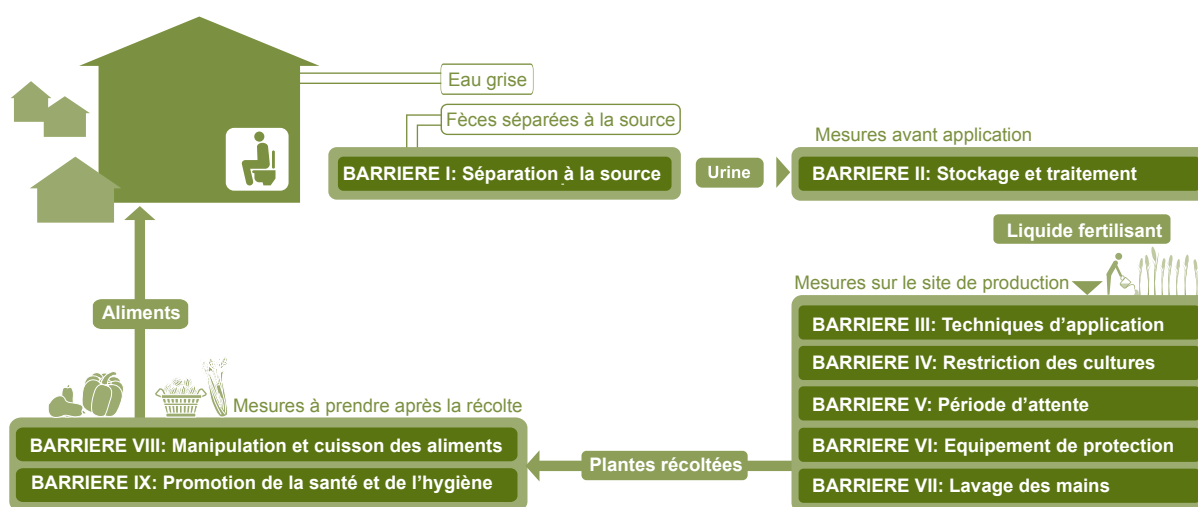 Eau grise
Fèces séparées à la source
BARRIERE I: Séparation à la source
Urine
Mesures avant application
BARRIERE II: Stockage et traitement
Liquide fertilisant
Mesures sur le site de production
BARRIERE III: Techniques d’application
BARRIERE IV: Restriction des cultures
BARRIERE V: Période d’attente
BARRIERE VI: Equipement de protection
BARRIERE VII: Lavage des mains
Plantes récoltées
Mesures à prendre après la récolte
BARRIERE VIII: Manipulation et cuisson des aliments
BARRIERE IX: Promotion de la santé et de l’hygiène
Aliments